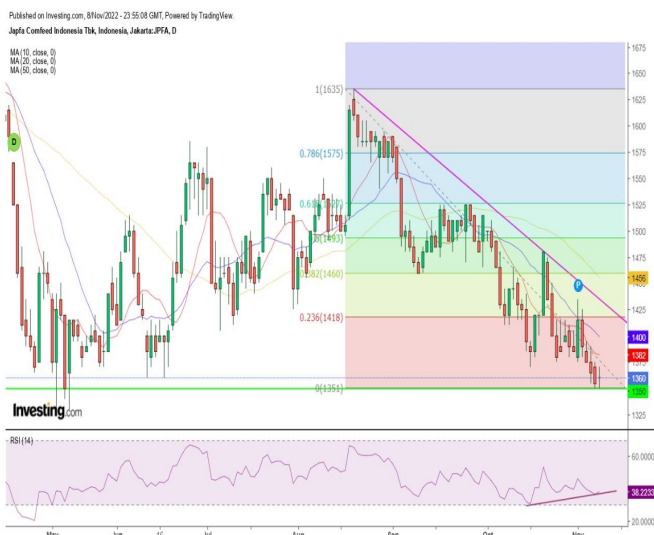 Published on Investing.com, 8/Nov/2022 - 23:55:08 GMT, Powered by TradingView.
Japfa Comfeed Indonesia Tbk, Indonesia, Jakarta:JPFA, D
MA (10, close, 0)
MA (20, close, 0)
MA (50, close, 0)
D
1(1635)
0.786(1575)
0.382(1460)
0.236(1418)
0(1351)
P
1675
1650
1625
1600
1575
1550
1525
1500
1475
1456
1425
1400
1382
1360
1350
1325
Investing.com
RSI (14)
60.0000
38.2233
20.0000
May Jun 15 Jul Aug Sep Oct Nov